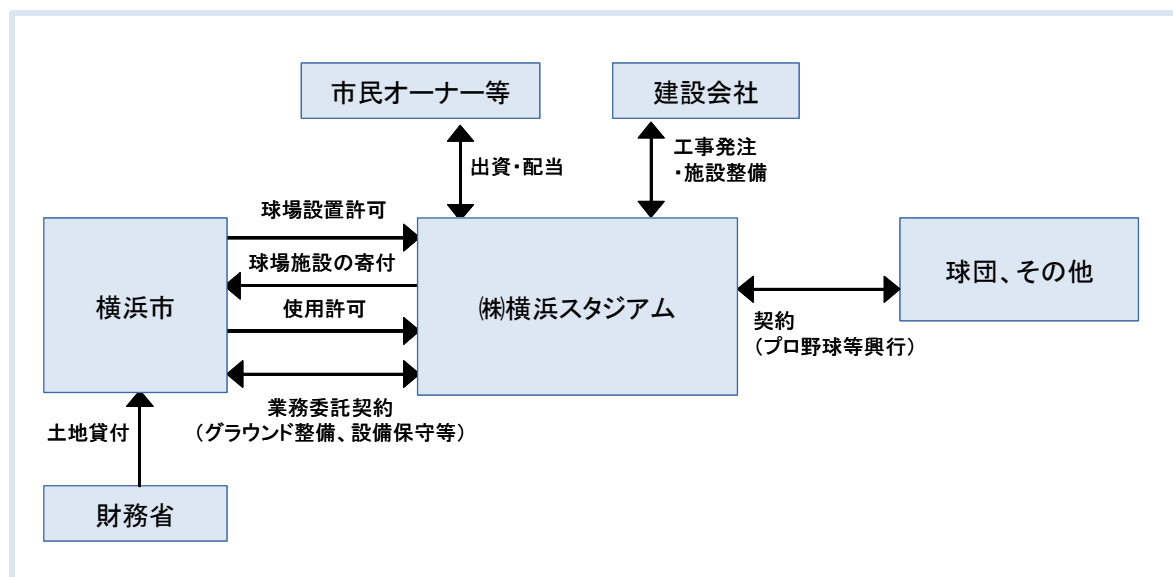 市民オーナー等
建設会社
出資・配当
工事発注
・施設整備
球場設置許可
球場施設の寄付
使用許可
横浜市
㈱横浜スタジアム
球団、その他
契約
（プロ野球等興行）
業務委託契約
（グラウンド整備、設備保守等）
土地貸付
財務省